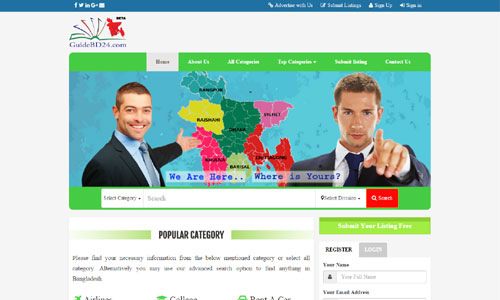 Advertise with Us Submit Listings Sign Up Sign in
BETA
GuideBD24.com
Home About Us All Categories Top Categories Submit listing Contact Us
RANGPUR
RAJSHAHI
SYLHET
DHAKA
KHULNA
CHITTAGONG
BARISAL
We Are Here.. Where is Yours?
Select Category Search Select Divisions Search
POPULAR CATEGORY
Please find your necessary information from the below mentioned category or select all
category. Alternatively you may use our advanced search option to find anything in
Bangladesh.
Airlines College Rent A Car
Submit Your Listing Free
REGISTER LOGIN
Your Name
Your Full Name
Your Email Address